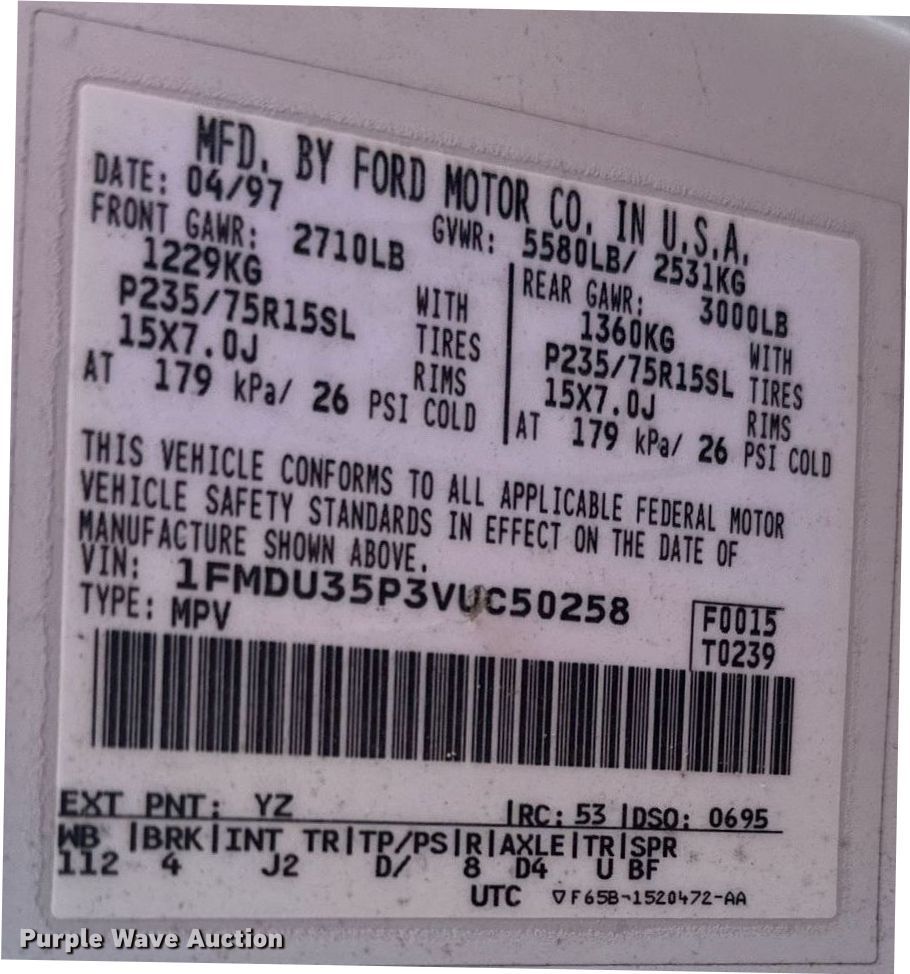 MFD. BY FORD MOTOR CO. IN U.S.A.
DATE: 04/97 GVWR: 5580LB/ 2531KG
FRONT GAWR: 2710LB
1229KG WITH
P235/75R15SL TIRES
15X7.0J RIMS
AT 179 kPa/ 26 PSI COLD
REAR GAWR: 3000LB
1360KG WITH
P235/75R15SL TIRES
15X7.0J RIMS
AT 179 kPa/ 26 PSI COLD
THIS VEHICLE CONFORMS TO ALL APPLICABLE FEDERAL MOTOR
VEHICLE SAFETY STANDARDS IN EFFECT ON THE DATE OF
MANUFACTURE SHOWN ABOVE.
VIN: 1FMDU35P3VUC50258
TYPE: MPV
F0015
T0239
EXT PNT: YZ |RC: 53 |DSO: 0695
WB |BRK|INT TR|TP/PS|R|AXLE|TR|SPR
112 4 J2 D/ 8 D4 U BF
UTC ▽F65B-1520472-AA
Purple Wave Auction